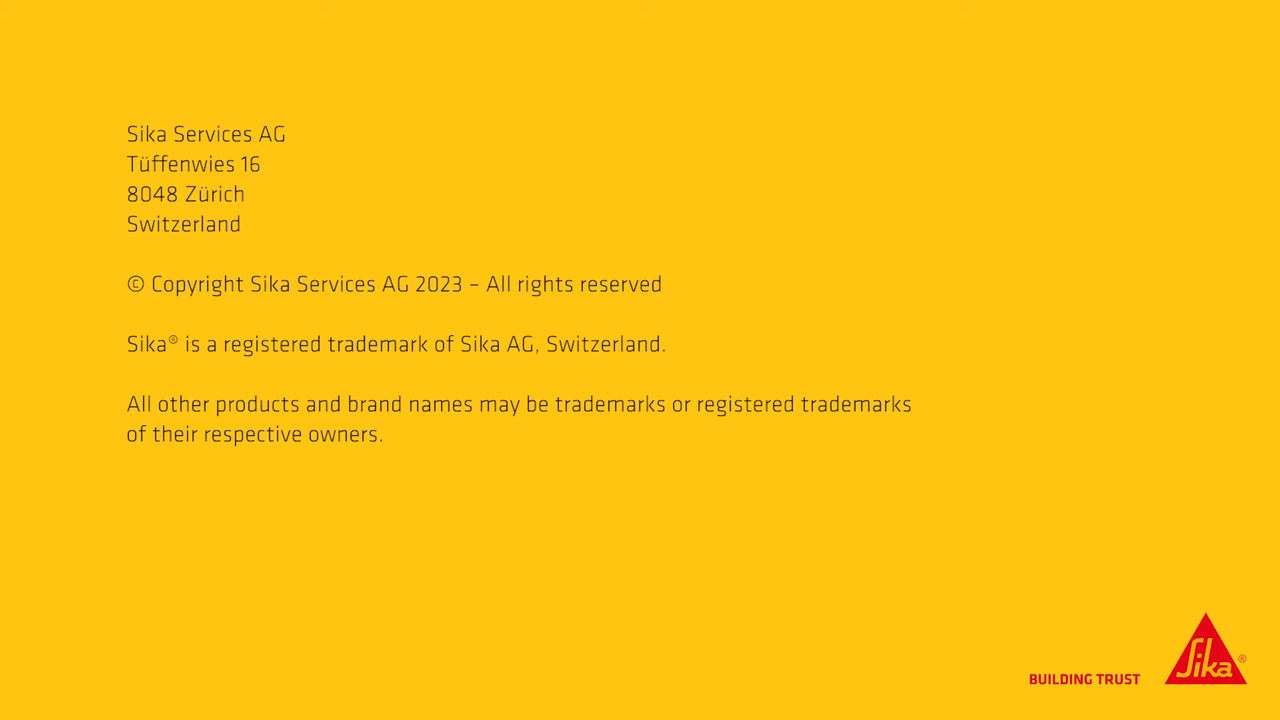 Sika Services AG
Tüffenwies 16
8048 Zürich
Switzerland
© Copyright Sika Services AG 2023 – All rights reserved
Sika® is a registered trademark of Sika AG, Switzerland.
All other products and brand names may be trademarks or registered trademarks
of their respective owners.
BUILDING TRUST
Sika®